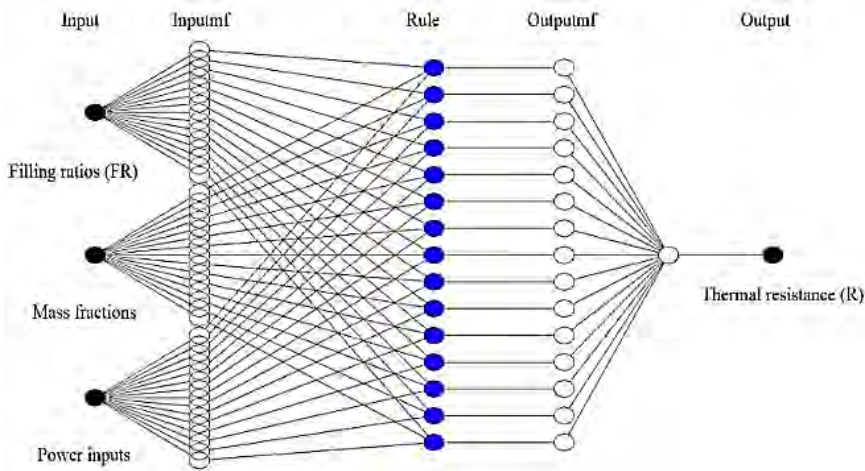 Input Inputmf Rule Outputmf Output
Filling ratios (FR)
Mass fractions
Thermal resistance (R)
Power inputs